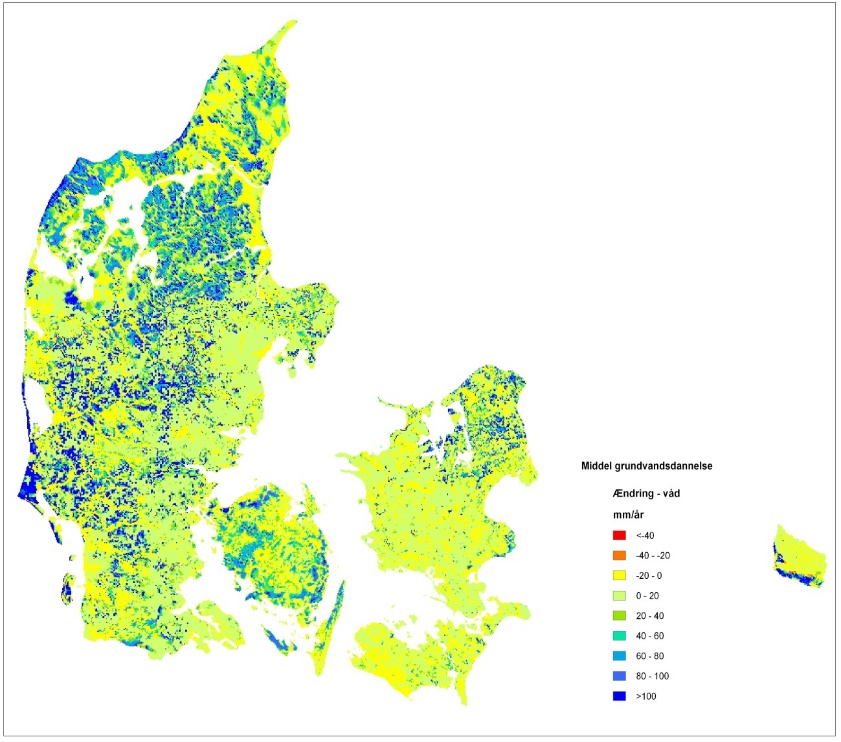 Middel grundvandsdannelse
Ændring - våd
mm/år
<-40
-40 - -20
-20 - 0
0 - 20
20 - 40
40 - 60
60 - 80
80 - 100
>100